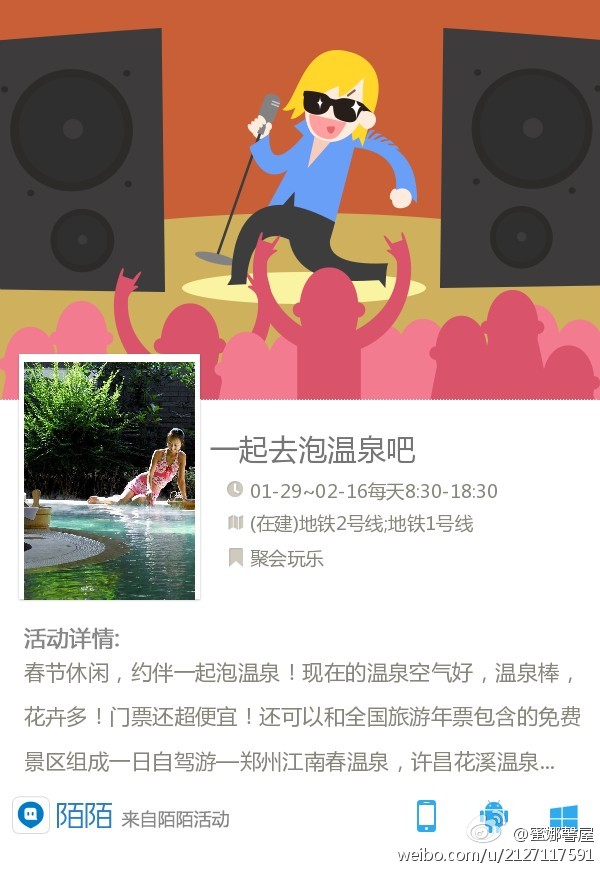 一起去泡温泉吧
01-29~02-16每天8:30-18:30
(在建)地铁2号线;地铁1号线
聚会玩乐
活动详情:
春节休闲，约伴一起泡温泉！现在的温泉空气好，温泉棒，
花卉多！门票还超便宜！还可以和全国旅游年票包含的免费
景区组成一日自驾游—郑州江南春温泉，许昌花溪温泉...
陌陌 来自陌陌活动
weibo.com/u/2127117591